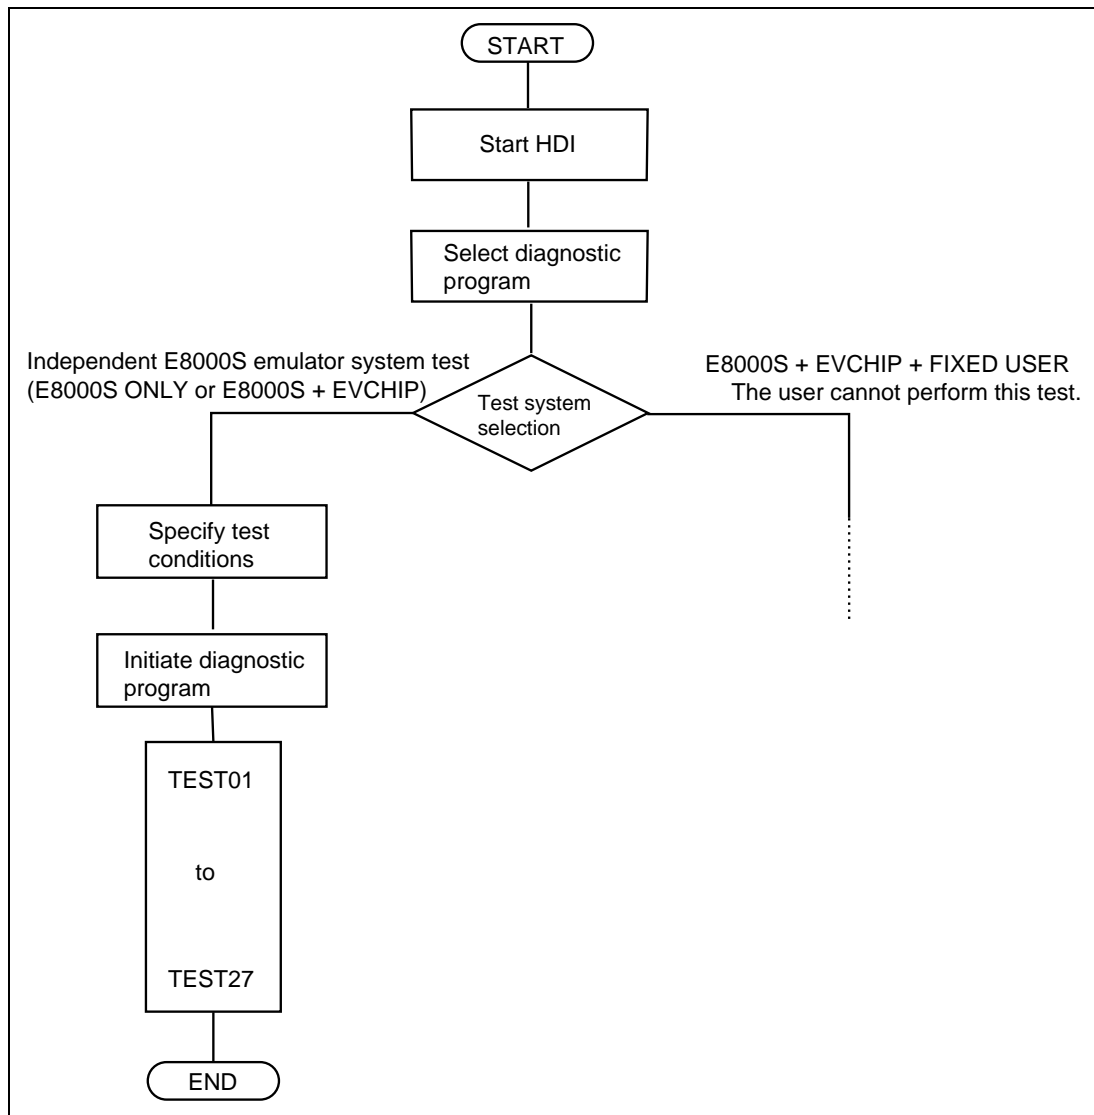 START
Start HDI
Select diagnostic
program
Independent E8000S emulator system test
(E8000S ONLY or E8000S + EVCHIP)
Test system
selection
E8000S + EVCHIP + FIXED USER
The user cannot perform this test.
Specify test
conditions
Initiate diagnostic
program
TEST01
to
TEST27
END